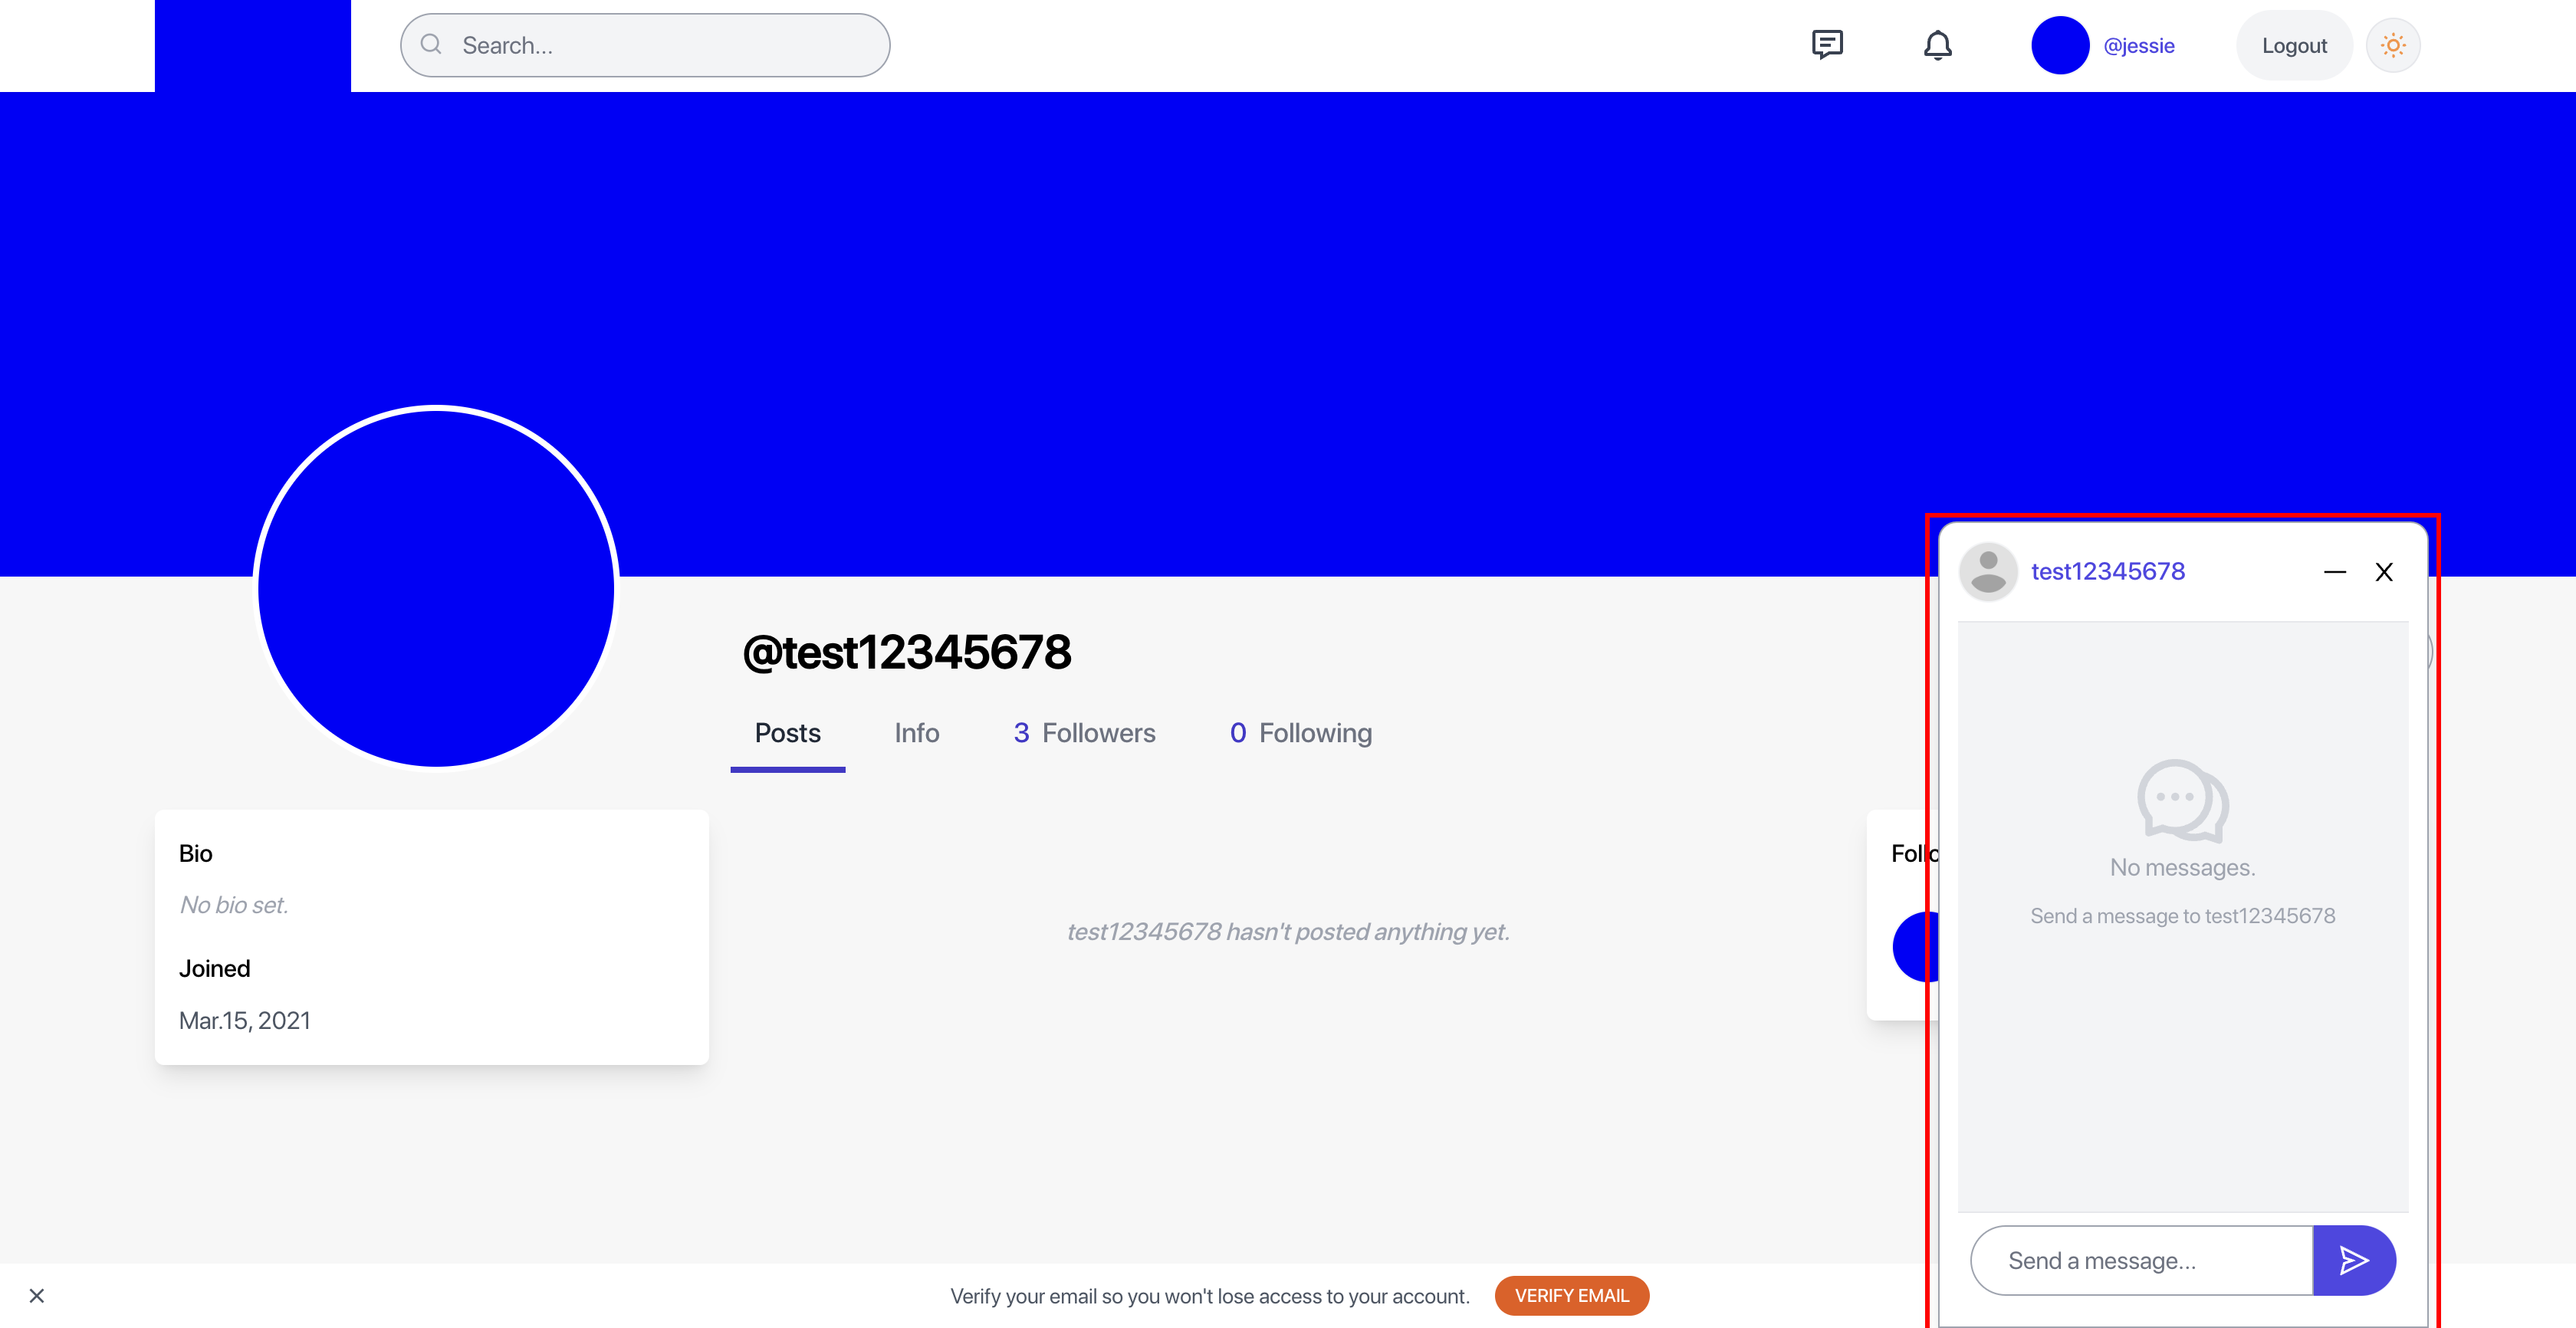 Search...
@jessie
Logout
test12345678
X
@test12345678
Posts
Info
3 Followers
0 Following
Bio
No bio set.
Joined
Mar.15, 2021
test12345678 hasn't posted anything yet.
Follo
No messages.
Send a message to test12345678
Send a message...
Verify your email so you won't lose access to your account.
VERIFY EMAIL